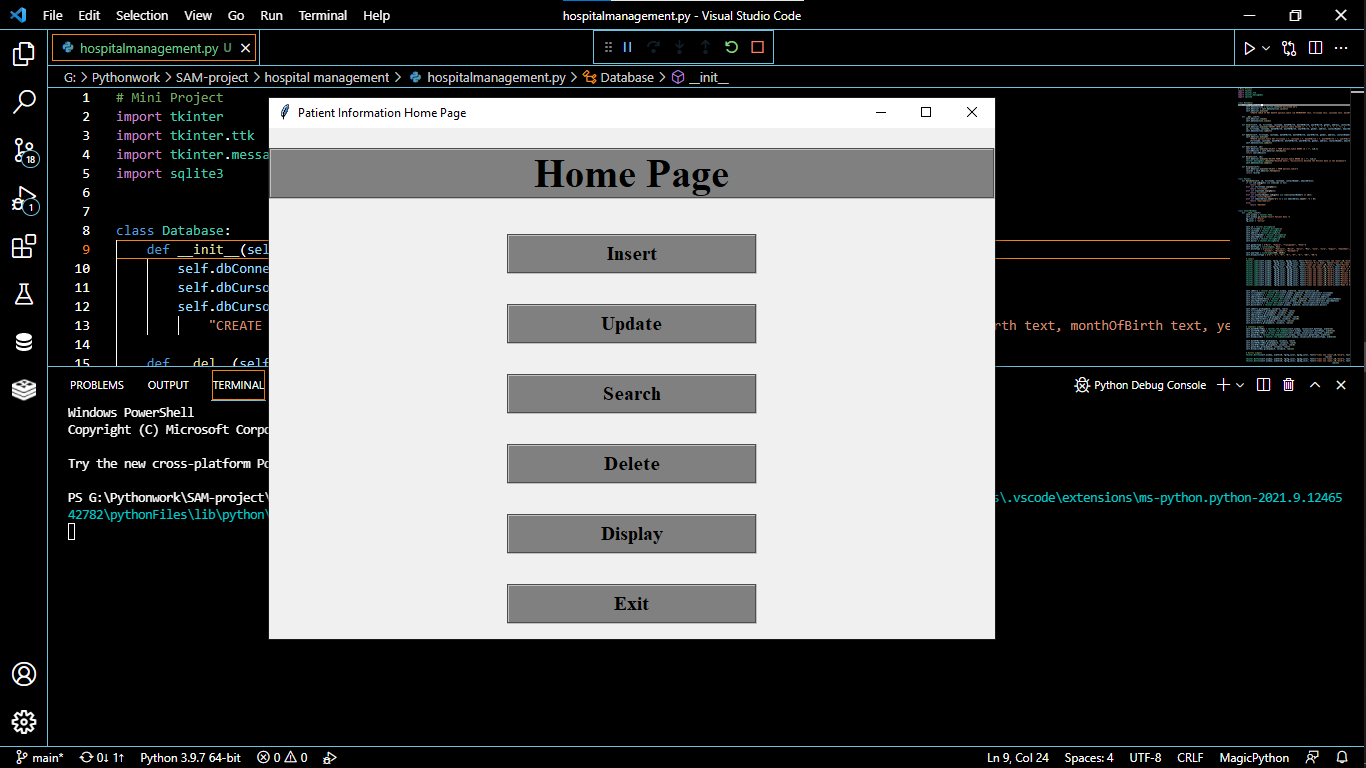 File Edit Selection View Go Run Terminal Help
hospitalmanagement.py - Visual Studio Code
hospitalmanagement.py U
G: > Pythonwork > SAM-project > hospital management > hospitalmanagement.py > Database > __init__
1 # Mini Project
2 import tkinter
3 import tkinter.ttk
4 import tkinter.messa
5 import sqlite3
6
7
8 class Database:
9 def __init__(sel
10 self.dbConne
11 self.dbCurso
12 self.dbCurso
13 "CREATE rth text, monthOfBirth text, ye
14
15 def __del__(self
18
1
Patient Information Home Page
Home Page
Insert
Update
Search
Delete
Display
Exit
PROBLEMS OUTPUT TERMINAL
Python Debug Console
Windows PowerShell
Copyright (C) Microsoft Corpo
Try the new cross-platform Po
PS G:\Pythonwork\SAM-project\ s\.vscode\extensions\ms-python.python-2021.9.12465
42782\pythonFiles\lib\python\
main* 0↓ 1↑ Python 3.9.7 64-bit 0 0
Ln 9, Col 24 Spaces: 4 UTF-8 CRLF MagicPython